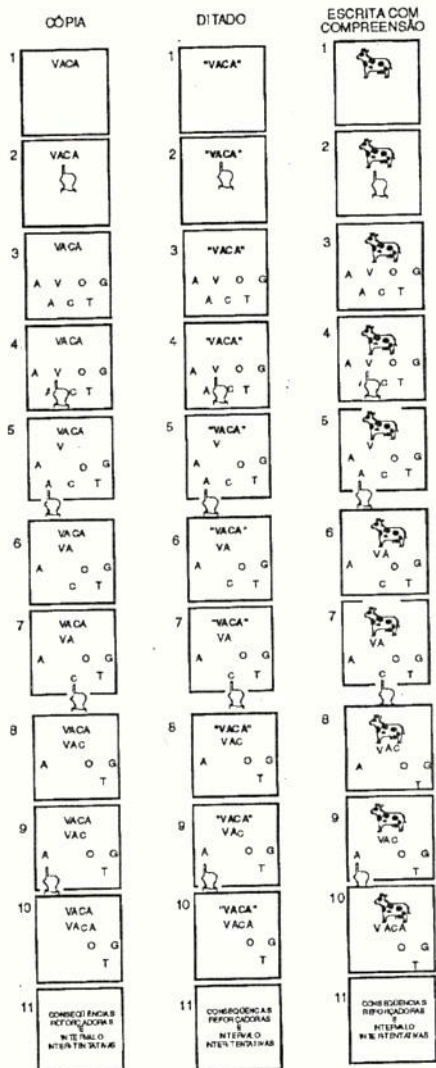 CÓPIA
1
VACA
2
VACA
3
VACA
A V O G
A C T
4
VACA
A V O G
A C T
5
VACA
V
A O G
A C T
6
VACA
VA
A O G
C T
7
VACA
VA
A O G
C T
8
VACA
VAC
A O G
T
9
VACA
VAC
A O G
T
10
VACA
VACA
O G
T
11
CONSEQÜÊNCIAS
REFORÇADORAS
E
INTERVALO
INTER-TENTATIVAS
DITADO
1
"VACA"
2
"VACA"
3
"VACA"
A V O G
A C T
4
"VACA"
A V O G
A C T
5
"VACA"
V
A O G
A C T
6
"VACA"
VA
A O G
C T
7
"VACA"
VA
A O G
C T
8
"VACA"
VAC
A O G
T
9
"VACA"
VAC
A O G
T
10
"VACA"
VACA
O G
T
11
CONSEQÜÊNCIAS
REFORÇADORAS
E
INTERVALO
INTER-TENTATIVAS
ESCRITA COM
COMPREENSÃO
1
2
3
A V O G
A C T
4
A V O G
A C T
5
V
A O G
A C T
6
VA
A O G
C T
7
VA
A O G
C T
8
VAC
A O G
T
9
VAC
A O G
T
10
VACA
O G
T
11
CONSEQÜÊNCIAS
REFORÇADORAS
E
INTERVALO
INTER-TENTATIVAS